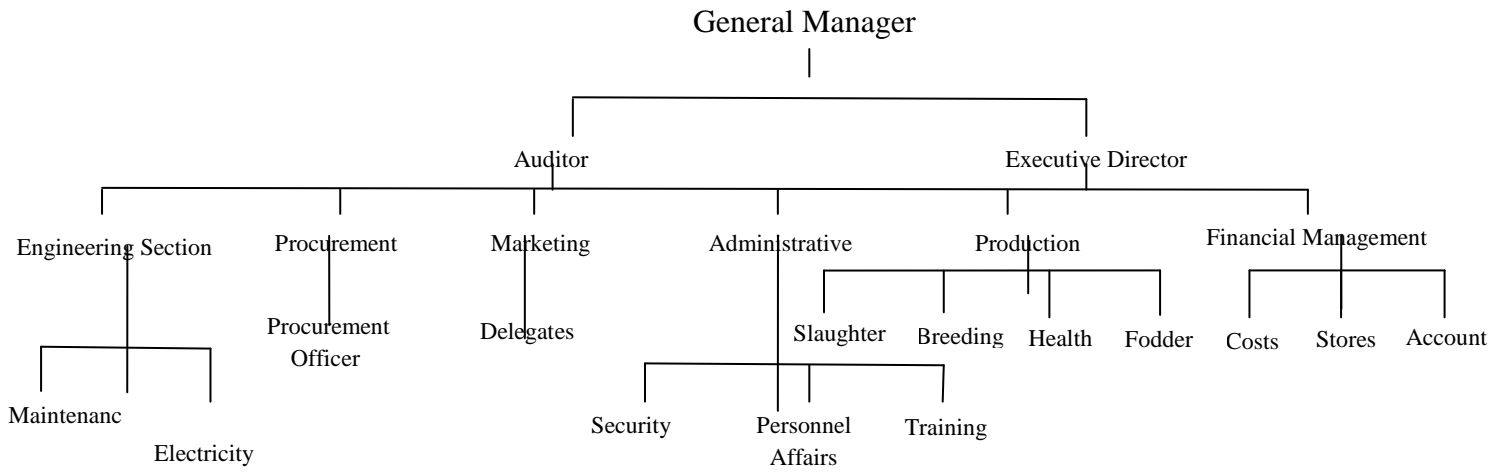 General Manager
Auditor
Executive Director
Engineering Section
Procurement
Marketing
Administrative
Production
Financial Management
Procurement
Officer
Delegates
Slaughter
Breeding
Health
Fodder
Costs
Stores
Account
Maintenanc
Electricity
Security
Personnel
Affairs
Training